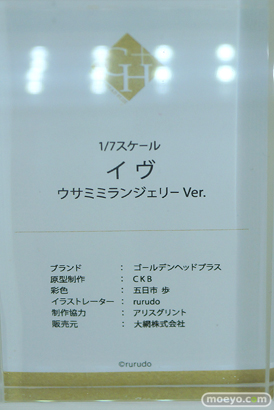 G+H
1/7スケール
イヴ
ウサミミランジェリー Ver.
ブランド : ゴールデンヘッドプラス
原型制作 : CKB
彩色 : 五日市 歩
イラストレーター : rurudo
制作協力 : アリスグリント
販売元 : 大網株式会社
©rurudo
moeyo.com